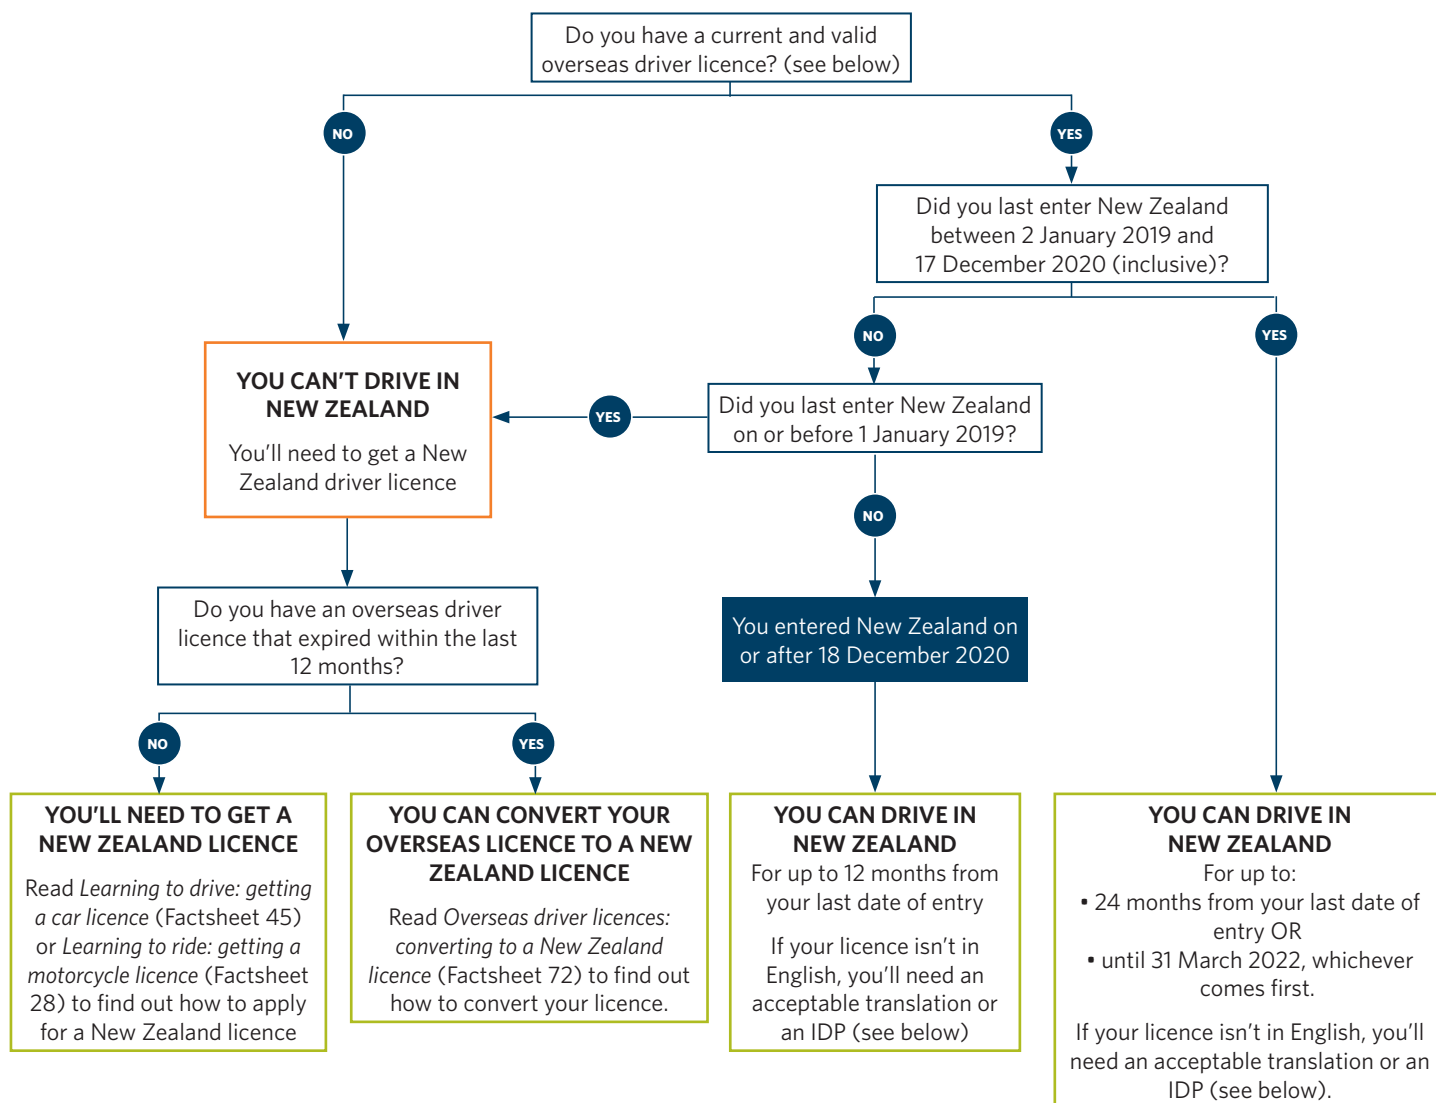 Do you have a current and valid
overseas driver licence? (see below)
NO
YES
Did you last enter New Zealand
between 2 January 2019 and
17 December 2020 (inclusive)?
NO
YES
YOU CAN'T DRIVE IN
NEW ZEALAND
You'll need to get a New
Zealand driver licence
YES
Did you last enter New Zealand
on or before 1 January 2019?
NO
Do you have an overseas driver
licence that expired within the last
12 months?
You entered New Zealand on
or after 18 December 2020
NO
YES
YOU'LL NEED TO GET A
NEW ZEALAND LICENCE
Read Learning to drive: getting
a car licence (Factsheet 45)
or Learning to ride: getting a
motorcycle licence (Factsheet
28) to find out how to apply
for a New Zealand licence
YOU CAN CONVERT YOUR
OVERSEAS LICENCE TO A NEW
ZEALAND LICENCE
Read Overseas driver licences:
converting to a New Zealand
licence (Factsheet 72) to find out
how to convert your licence.
YOU CAN DRIVE IN
NEW ZEALAND
For up to 12 months from
your last date of entry
If your licence isn't in
English, you'll need an
acceptable translation or
an IDP (see below)
YOU CAN DRIVE IN
NEW ZEALAND
For up to:
• 24 months from your last date of
entry OR
• until 31 March 2022, whichever
comes first.
If your licence isn't in English, you'll
need an acceptable translation or an
IDP (see below).